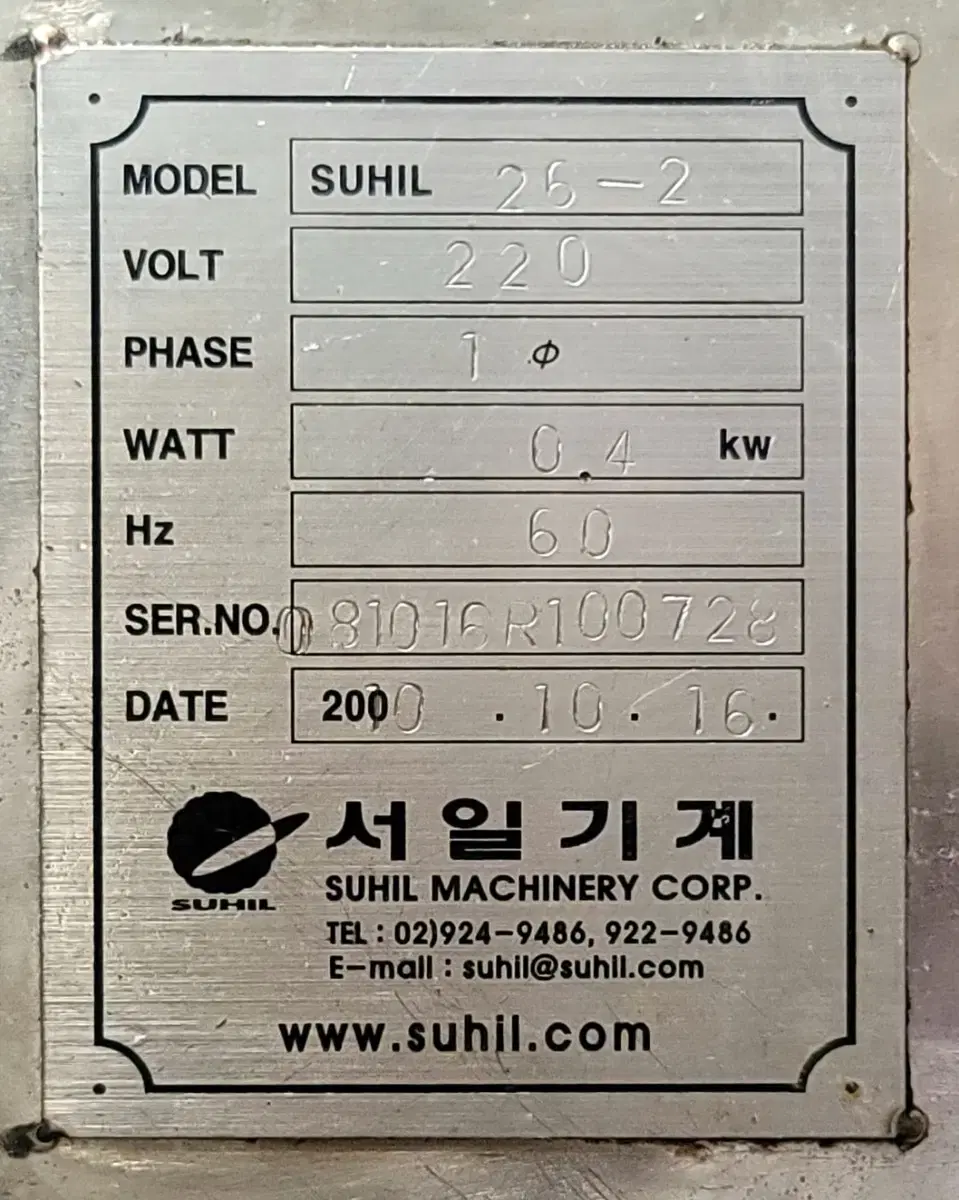 MODEL SUHIL 25-2
VOLT 220
PHASE 1 Φ
WATT 0.4 kw
Hz 60
SER.NO. 081016R100728
DATE 2010 . 10 . 16.
서일기계
SUHIL
SUHIL MACHINERY CORP.
TEL : 02)924-9486, 922-9486
E-mail : suhil@suhil.com
www.suhil.com